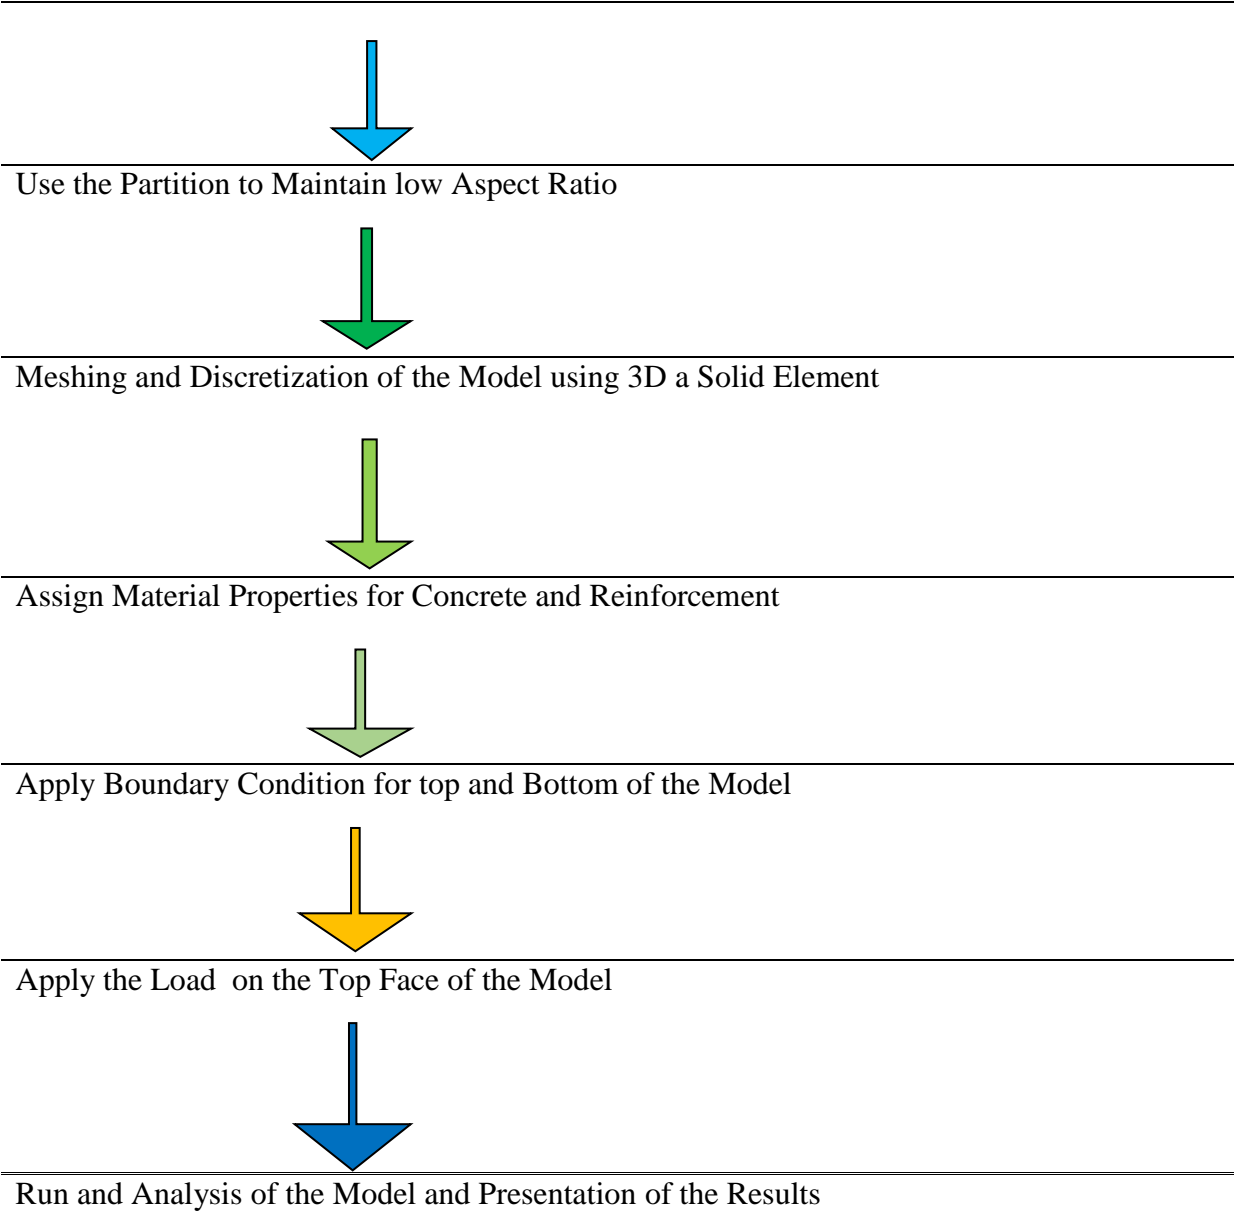 Use the Partition to Maintain low Aspect Ratio
Meshing and Discretization of the Model using 3D a Solid Element
Assign Material Properties for Concrete and Reinforcement
Apply Boundary Condition for top and Bottom of the Model
Apply the Load  on the Top Face of the Model
Run and Analysis of the Model and Presentation of the Results